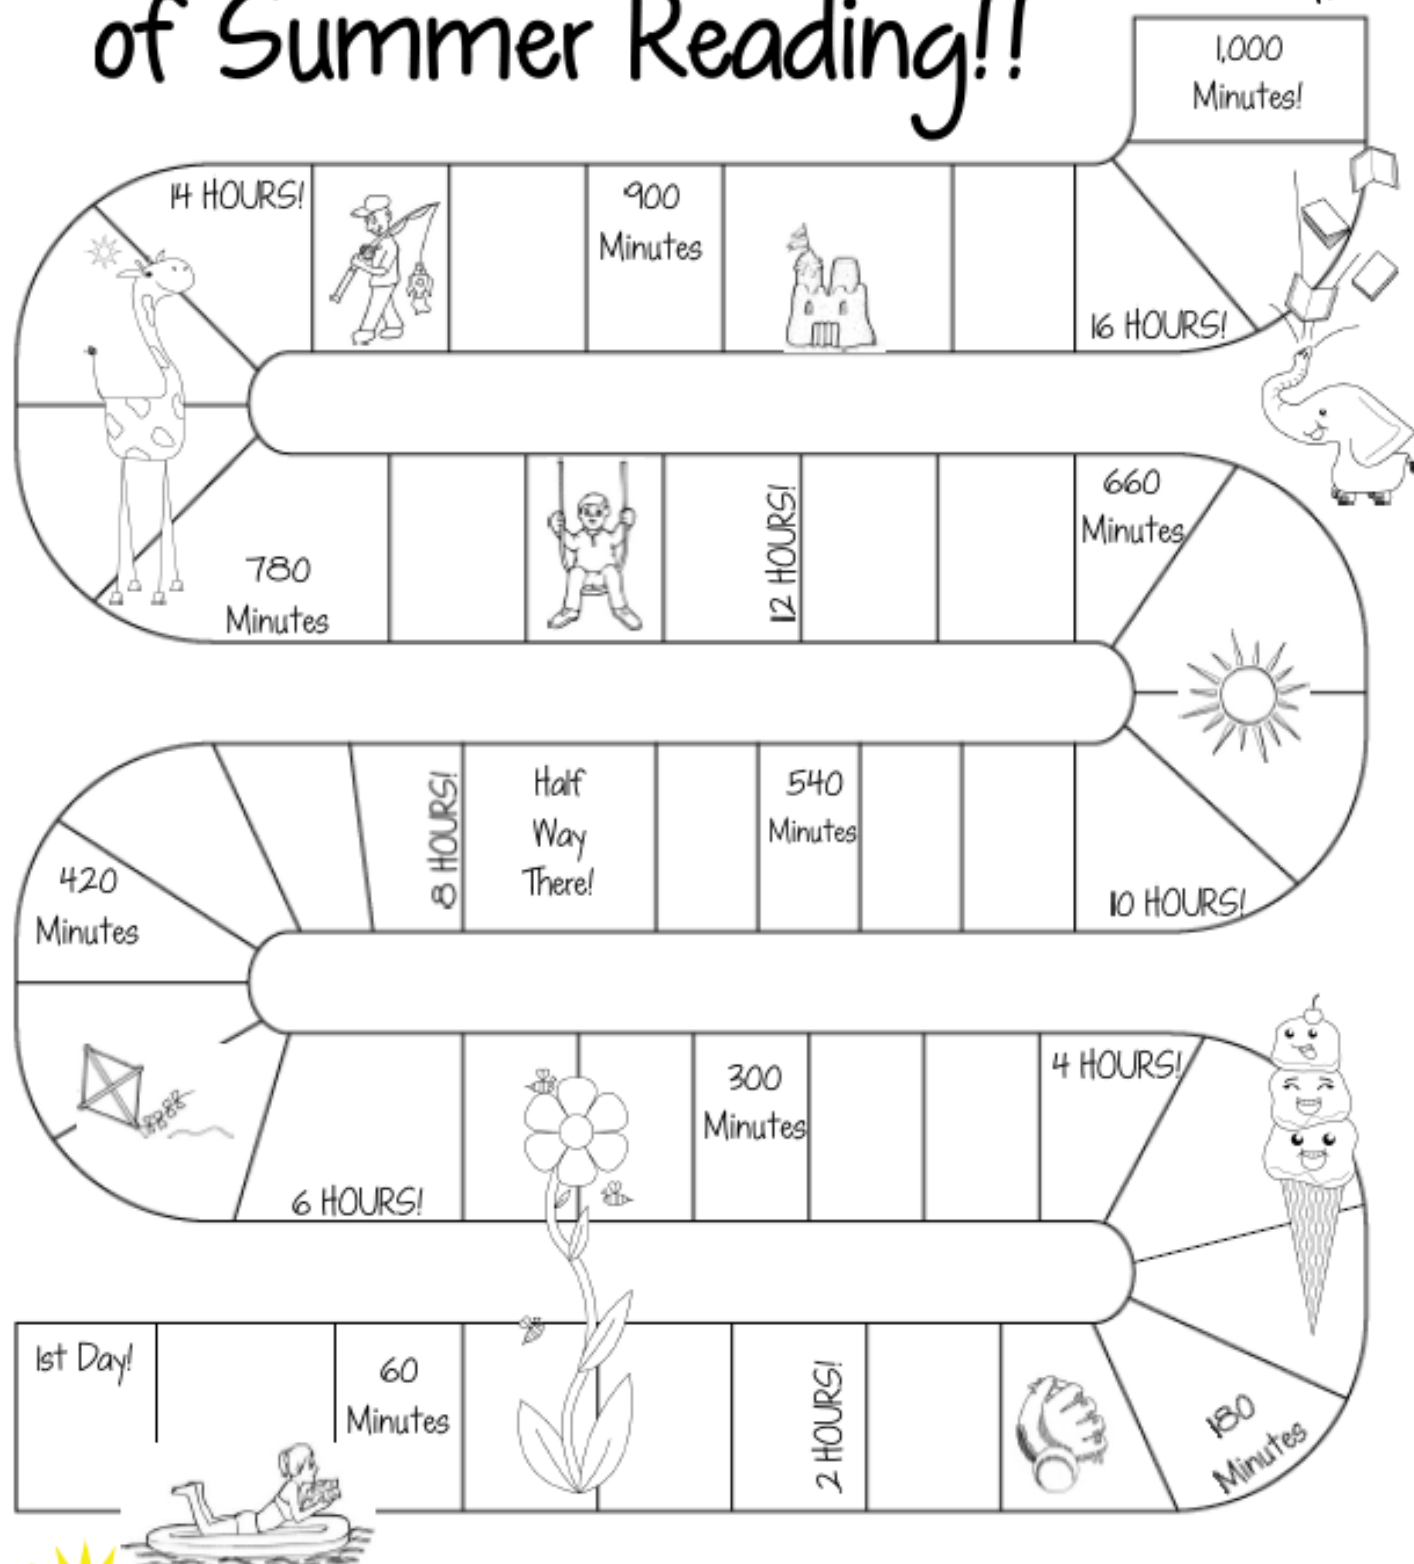 of Summer Reading!!
1,000
Minutes!
14 HOURS!
900
Minutes
16 HOURS!
780
Minutes
12 HOURS!
660
Minutes
8 HOURS!
Half
Way
There!
540
Minutes
10 HOURS!
420
Minutes
6 HOURS!
300
Minutes
4 HOURS!
1st Day!
60
Minutes
2 HOURS!
180
Minutes